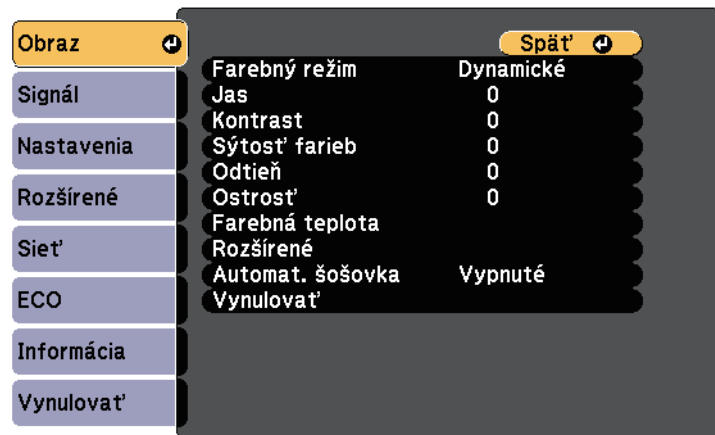 Obraz
Signál
Nastavenia
Rozšírené
Sieť
ECO
Informácia
Vynulovať
Späť
Farebný režim Dynamické
Jas 0
Kontrast 0
Sýtosť farieb 0
Odtieň 0
Ostrosť 0
Farebná teplota
Rozšírené
Automat. šošovka Vypnuté
Vynulovať